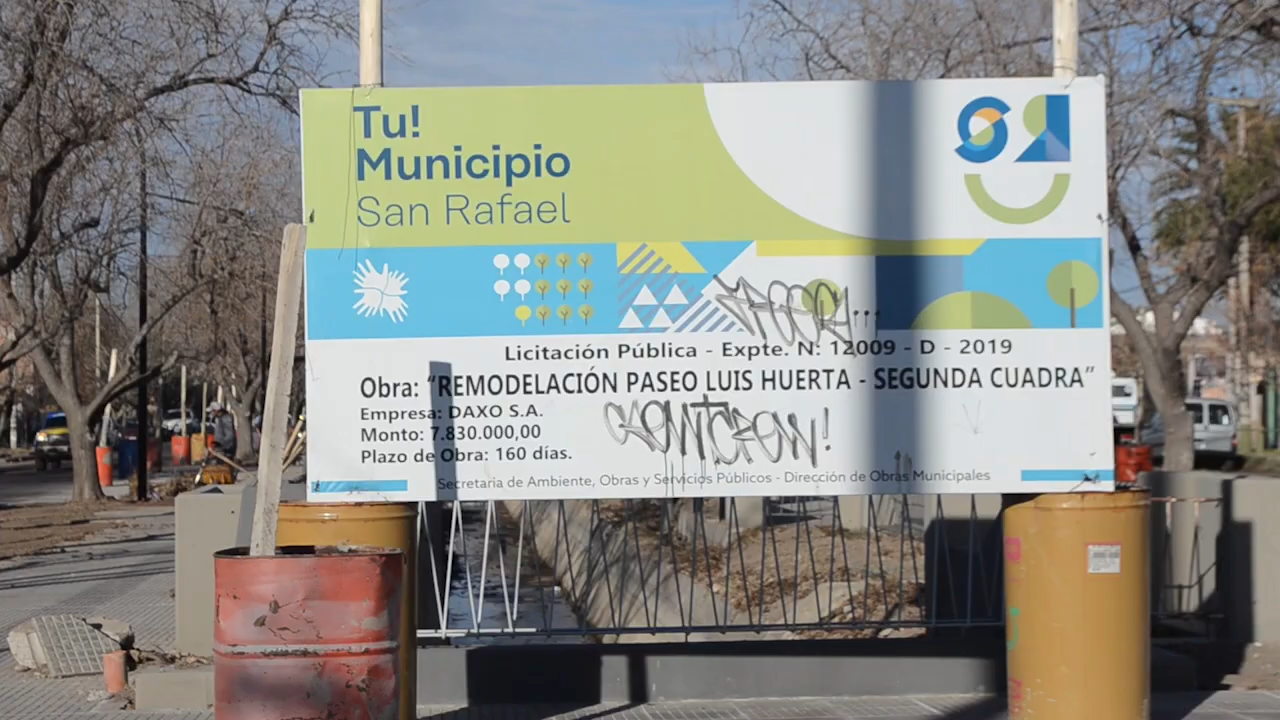 Tu!
Municipio
San Rafael
Licitación Pública - Expte. N: 12009 - D - 2019
Obra: “REMODELACIÓN PASEO LUIS HUERTA - SEGUNDA CUADRA”
Empresa: DAXO S.A.
Monto: 7.830.000,00
Plazo de Obra: 160 días.
Secretaria de Ambiente, Obras y Servicios Públicos - Dirección de Obras Municipales